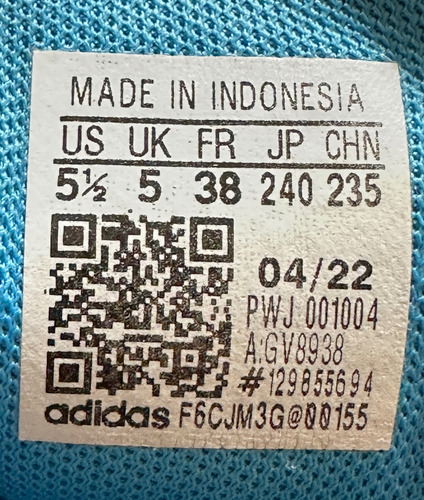 MADE IN INDONESIA
US UK FR JP CHN
5½ 5 38 240 235
04/22
PWJ 001004
A:GV8938
#129855694
adidas F6CJM3G@00155